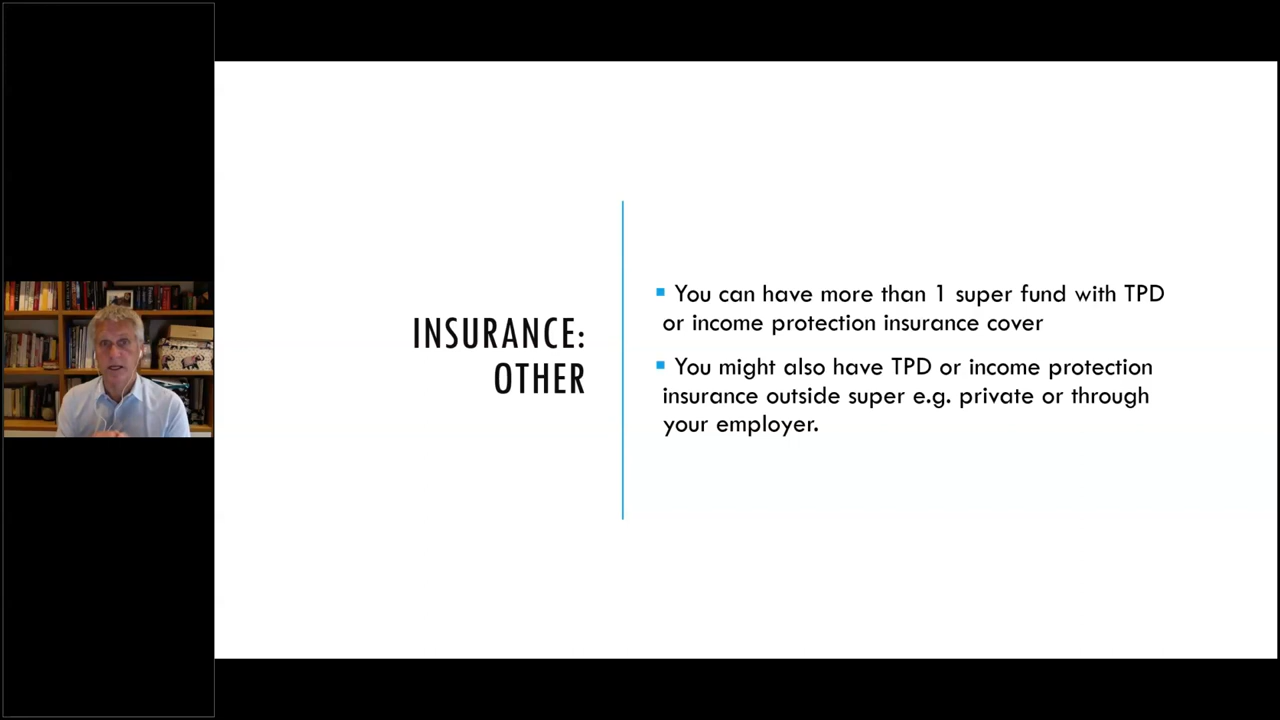 INSURANCE:
OTHER
▪ You can have more than 1 super fund with TPD
or income protection insurance cover
▪ You might also have TPD or income protection
insurance outside super e.g. private or through
your employer.